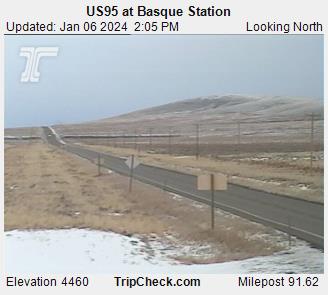 US95 at Basque Station
Updated: Jan 06 2024 2:05 PM Looking North
Elevation 4460 TripCheck.com Milepost 91.62